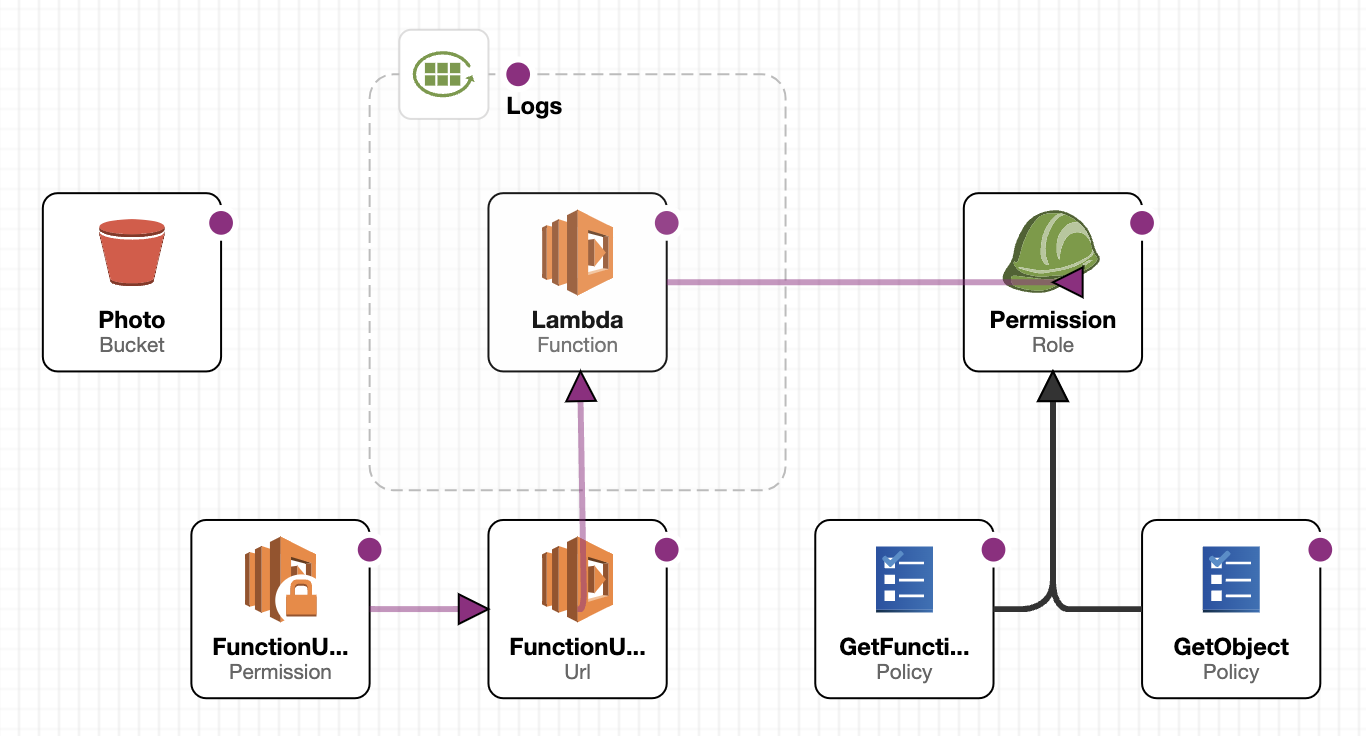 Logs
Photo
Bucket
Lambda
Function
Permission
Role
FunctionU...
Permission
FunctionU...
Url
GetFuncti...
Policy
GetObject
Policy